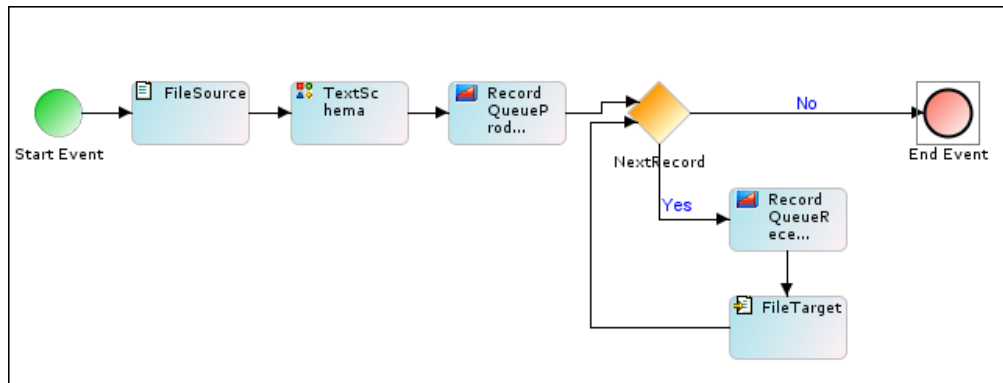 FileSource
TextSc
hema
Record
QueueP
rod...
No
Start Event
NextRecord
End Event
Yes
Record
QueueR
ece...
FileTarget